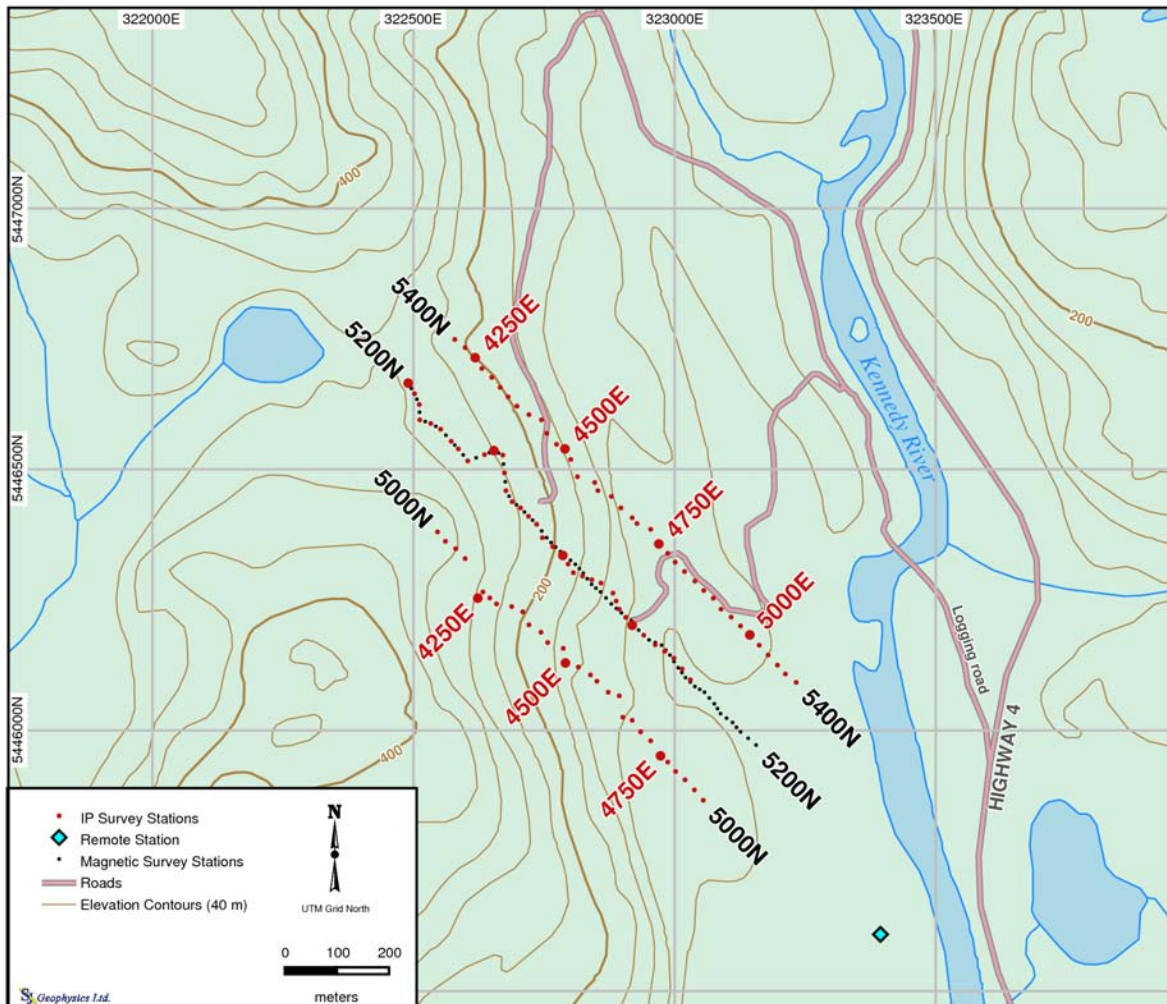 322000E
322500E
323000E
323500E
400
5447000N
200
5400N
4250E
5200N
Kennedy River
4500E
5446500N
5000N
4750E
200
5000E
4250E
Logging road
4500E
5400N
5446000N
400
5200N
HIGHWAY 4
4750E
5000N
IP Survey Stations
Remote Station
Magnetic Survey Stations
Roads
Elevation Contours (40 m)
N
UTM Grid North
0 100 200
meters
SJ Geophysics Ltd.